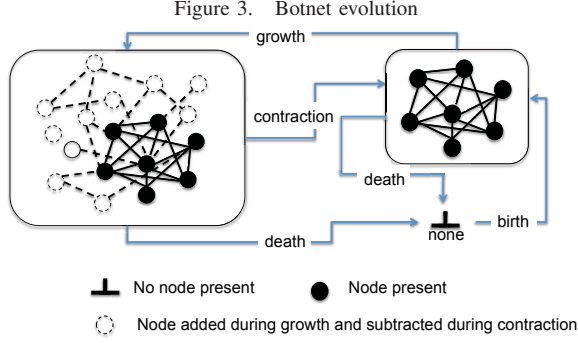 Figure 3. Botnet evolution
growth
contraction
death
death
none
birth
No node present
Node present
Node added during growth and subtracted during contraction